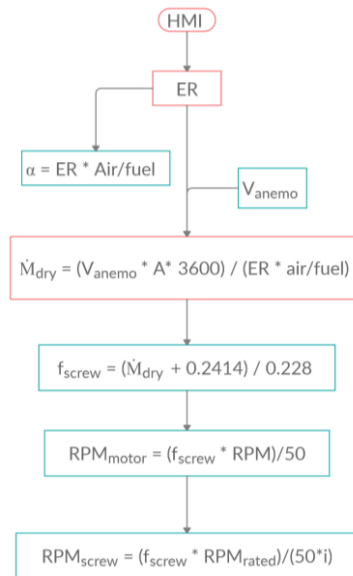 HMI
ER
α = ER * Air/fuel
Vanemo
Ṁdry = (Vanemo * A* 3600) / (ER * air/fuel)
fscrew = (Ṁdry + 0.2414) / 0.228
RPMmotor = (fscrew * RPM)/50
RPMscrew = (fscrew * RPMrated)/(50*i)